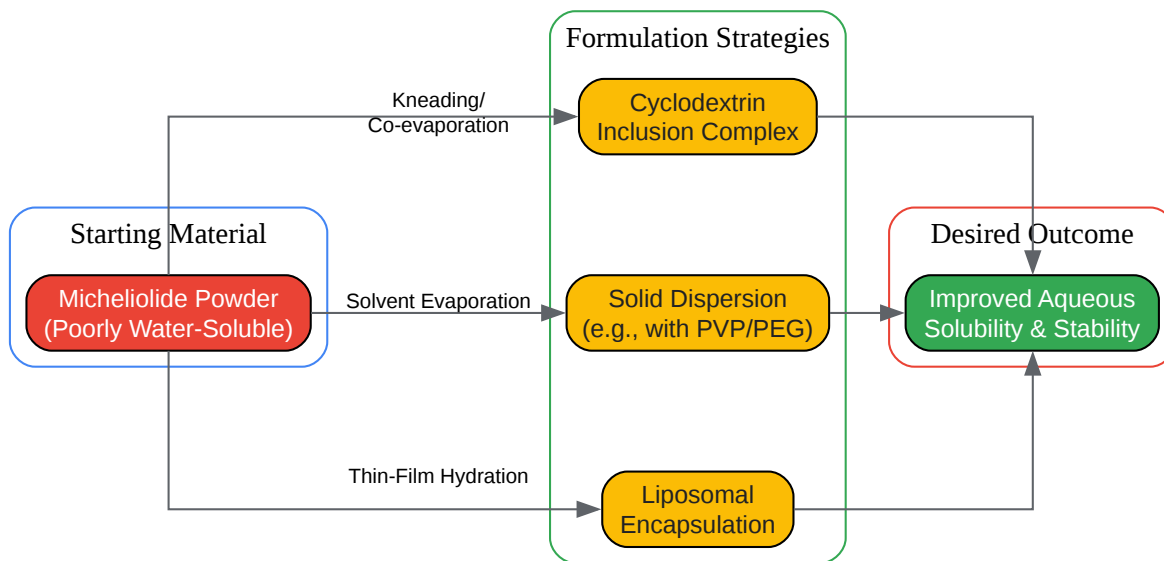 Formulation Strategies
Kneading/
Co-evaporation
Cyclodextrin
Inclusion Complex
Starting Material
Desired Outcome
Micheliolide Powder
(Poorly Water-Soluble)
Solvent Evaporation
Solid Dispersion
(e.g., with PVP/PEG)
Improved Aqueous
Solubility & Stability
Thin-Film Hydration
Liposomal
Encapsulation